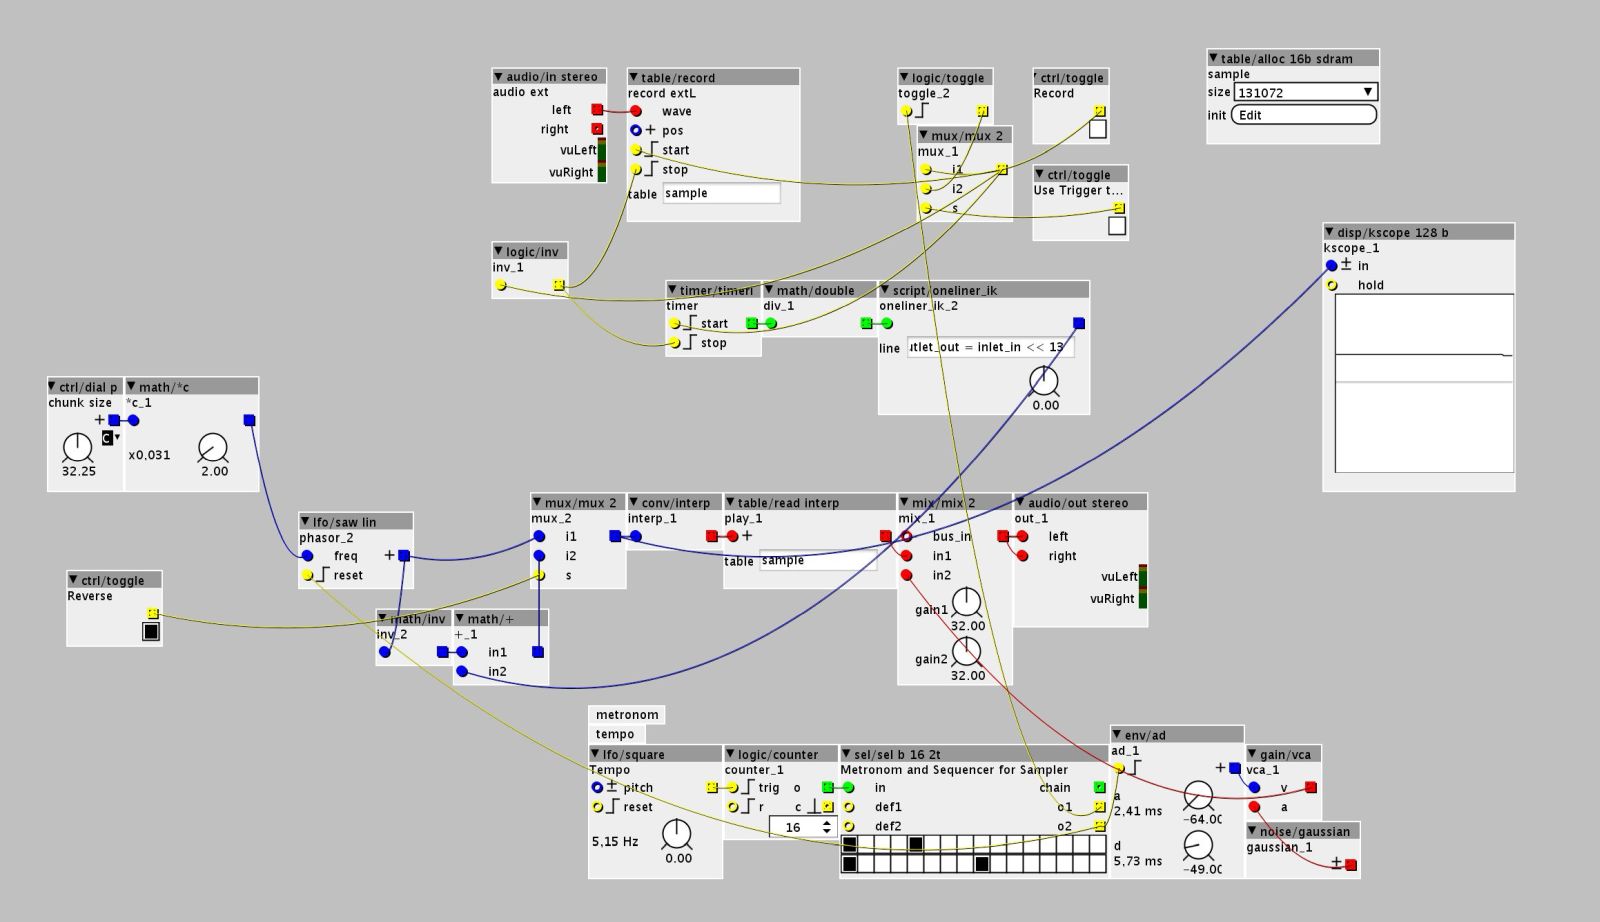 table/alloc 16b sdram
sample
size 131072
init Edit
audio/in stereo
audio ext
left
right
vuLeft
vuRight
table/record
record extL
wave
pos
start
stop
table sample
logic/toggle
toggle_2
ctrl/toggle
Record
mux/mux 2
mux_1
i1
i2
s
ctrl/toggle
Use Trigger t...
disp/kscope 128 b
kscope_1
± in
hold
logic/inv
inv_1
timer/timeri
timer
start
stop
math/double
div_1
script/oneliner_ik
oneliner_ik_2
line utlet_out = inlet_in << 13
0.00
ctrl/dial p
chunk size
+
C
32.25
math/*c
*c_1
x0,031
2.00
lfo/saw lin
phasor_2
freq +
reset
ctrl/toggle
Reverse
math/inv
inv_2
math/+
+_1
in1
in2
mux/mux 2
mux_2
i1
i2
s
conv/interp
interp_1
table/read interp
play_1
+
table sample
mix/mix 2
mix_1
bus_in
in1
in2
gain1
32.00
gain2
32.00
audio/out stereo
out_1
left
right
vuLeft
vuRight
metronom
tempo
lfo/square
Tempo
± pitch
reset
5,15 Hz
0.00
logic/counter
counter_1
trig o
r c
16
sel/sel b 16 2t
Metronom and Sequencer for Sampler
in chain
def1 o1
def2 o2
env/ad
ad_1
+
a
2,41 ms
-64.00
d
5,73 ms
-49.00
gain/vca
vca_1
v
a
noise/gaussian
gaussian_1
±